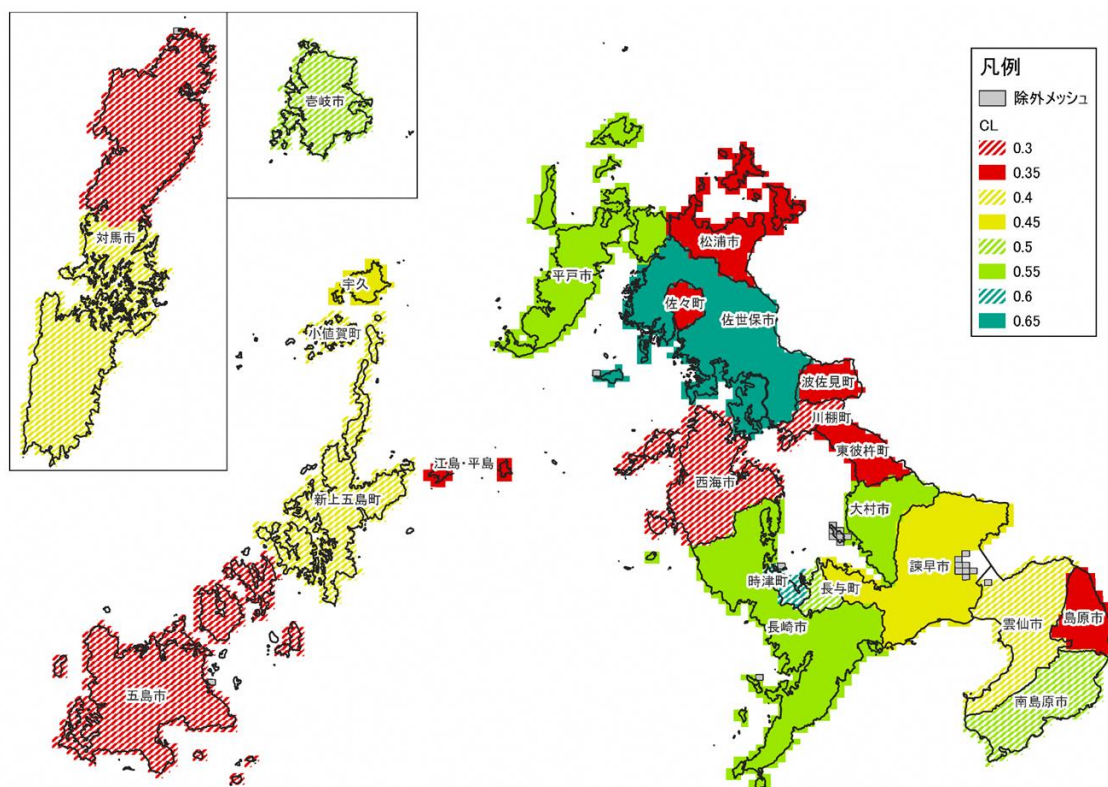 壱岐市
対馬市
宇久
小値賀町
新上五島町
五島市
江島・平島
平戸市
松浦市
佐々町
佐世保市
波佐見町
川棚町
東彼杵町
西海市
大村市
諫早市
時津町
長与町
長崎市
雲仙市
島原市
南島原市
凡例
除外メッシュ
CL
0.3
0.35
0.4
0.45
0.5
0.55
0.6
0.65